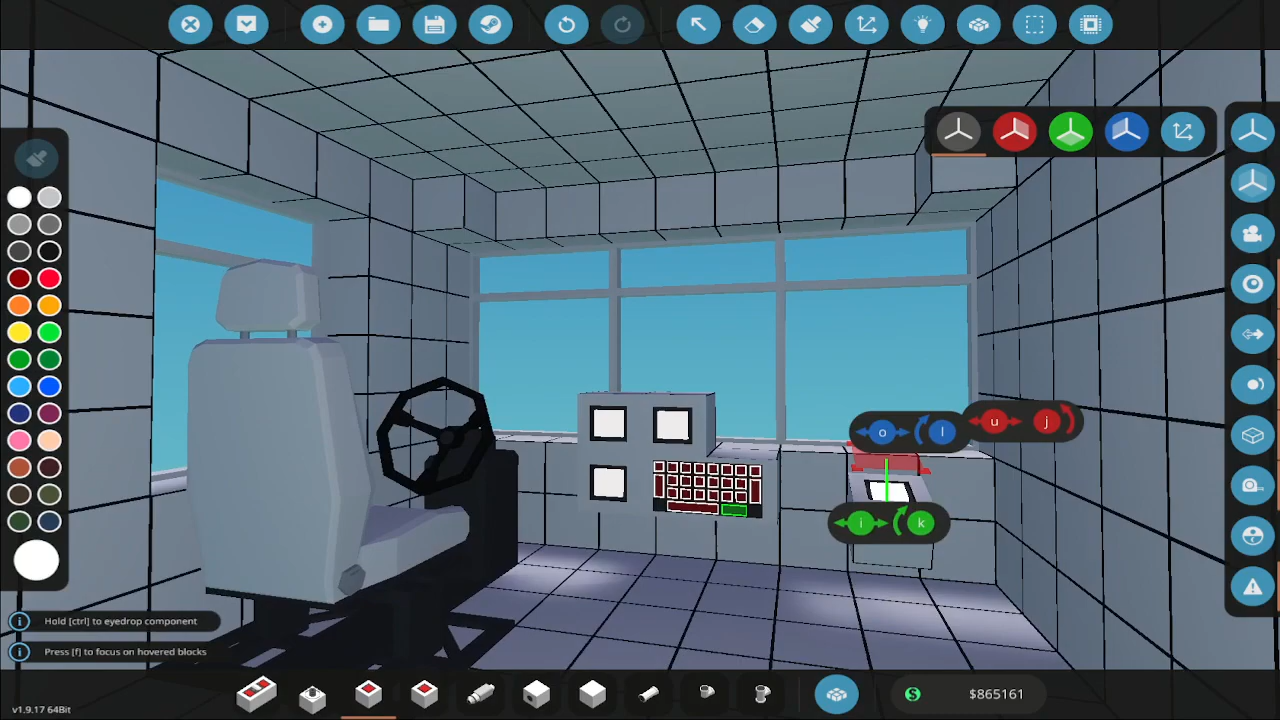 o
l
u
j
i
k
Hold [ctrl] to eyedrop component
Press [f] to focus on hovered blocks
$865161
v1.9.17 64Bit